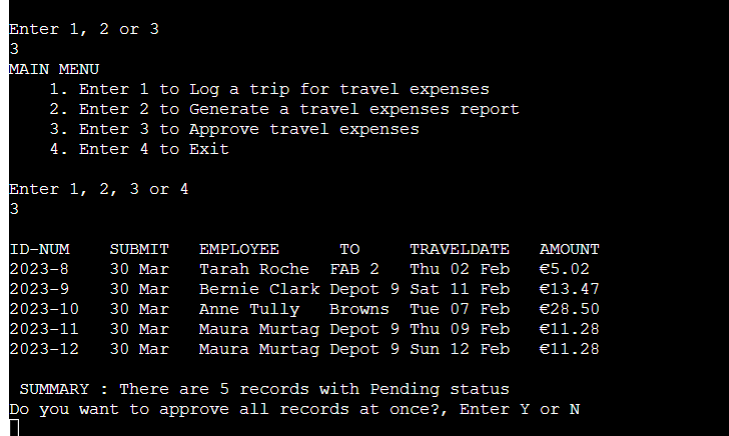 Enter 1, 2 or 3
3
MAIN MENU
1. Enter 1 to Log a trip for travel expenses
2. Enter 2 to Generate a travel expenses report
3. Enter 3 to Approve travel expenses
4. Enter 4 to Exit
Enter 1, 2, 3 or 4
3
ID-NUM SUBMIT EMPLOYEE TO TRAVELDATE AMOUNT
2023-8 30 Mar Tarah Roche FAB 2 Thu 02 Feb €5.02
2023-9 30 Mar Bernie Clark Depot 9 Sat 11 Feb €13.47
2023-10 30 Mar Anne Tully Browns Tue 07 Feb €28.50
2023-11 30 Mar Maura Murtag Depot 9 Thu 09 Feb €11.28
2023-12 30 Mar Maura Murtag Depot 9 Sun 12 Feb €11.28
SUMMARY : There are 5 records with Pending status
Do you want to approve all records at once?, Enter Y or N